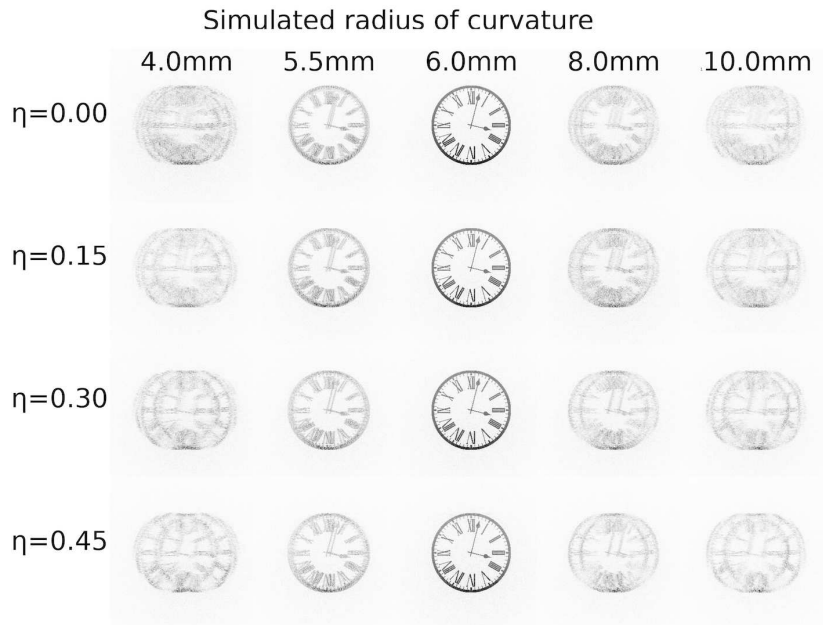 Simulated radius of curvature
4.0mm 5.5mm 6.0mm 8.0mm 10.0mm
η=0.00
η=0.15
η=0.30
η=0.45